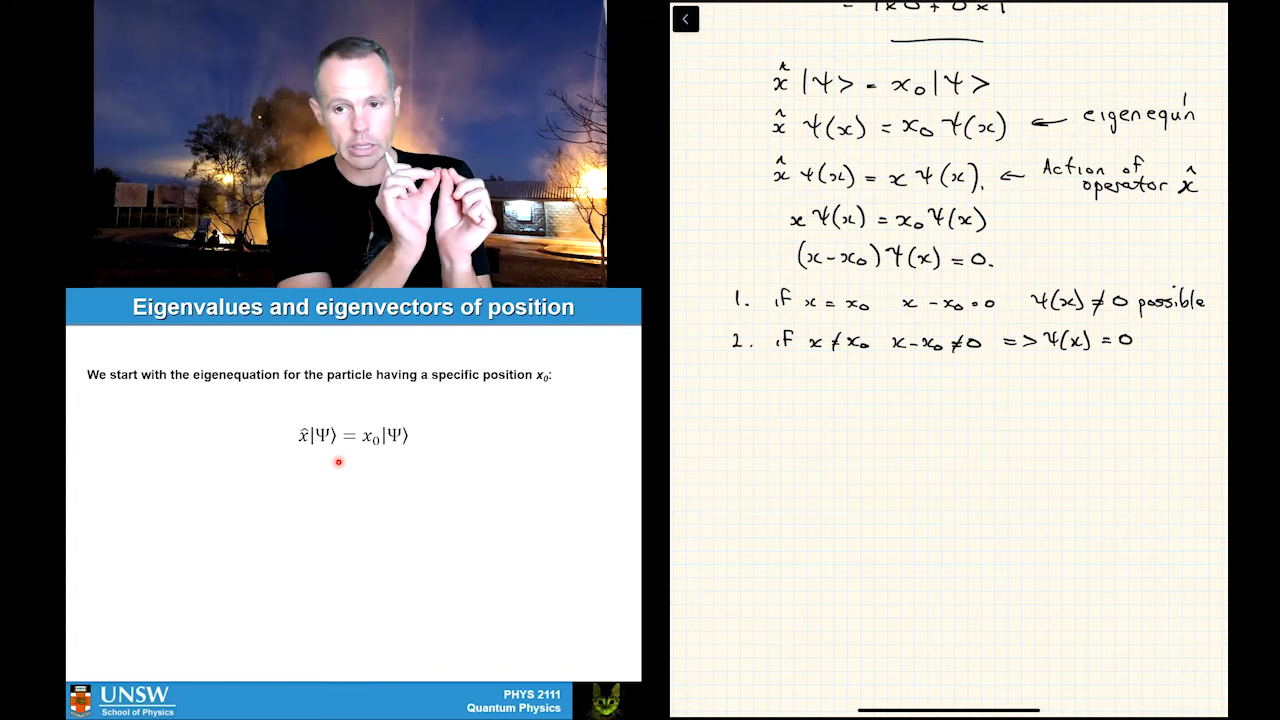 Eigenvalues and eigenvectors of position
We start with the eigenequation for the particle having a specific position x₀:
x̂|Ψ⟩ = x₀|Ψ⟩
UNSW
School of Physics
PHYS 2111
Quantum Physics
= 1x0 + 0x1
x̂ |Ψ> = x₀ |Ψ>
x̂ Ψ(x) = x₀ Ψ(x) ← eigenequn
x̂ Ψ(x) = x Ψ(x). ← Action of
operator x̂
x Ψ(x) = x₀ Ψ(x)
(x-x₀) Ψ(x) = 0.
1. if x = x₀ x - x₀ = 0 Ψ(x) ≠ 0 possible
2. if x ≠ x₀ x - x₀ ≠ 0 => Ψ(x) = 0